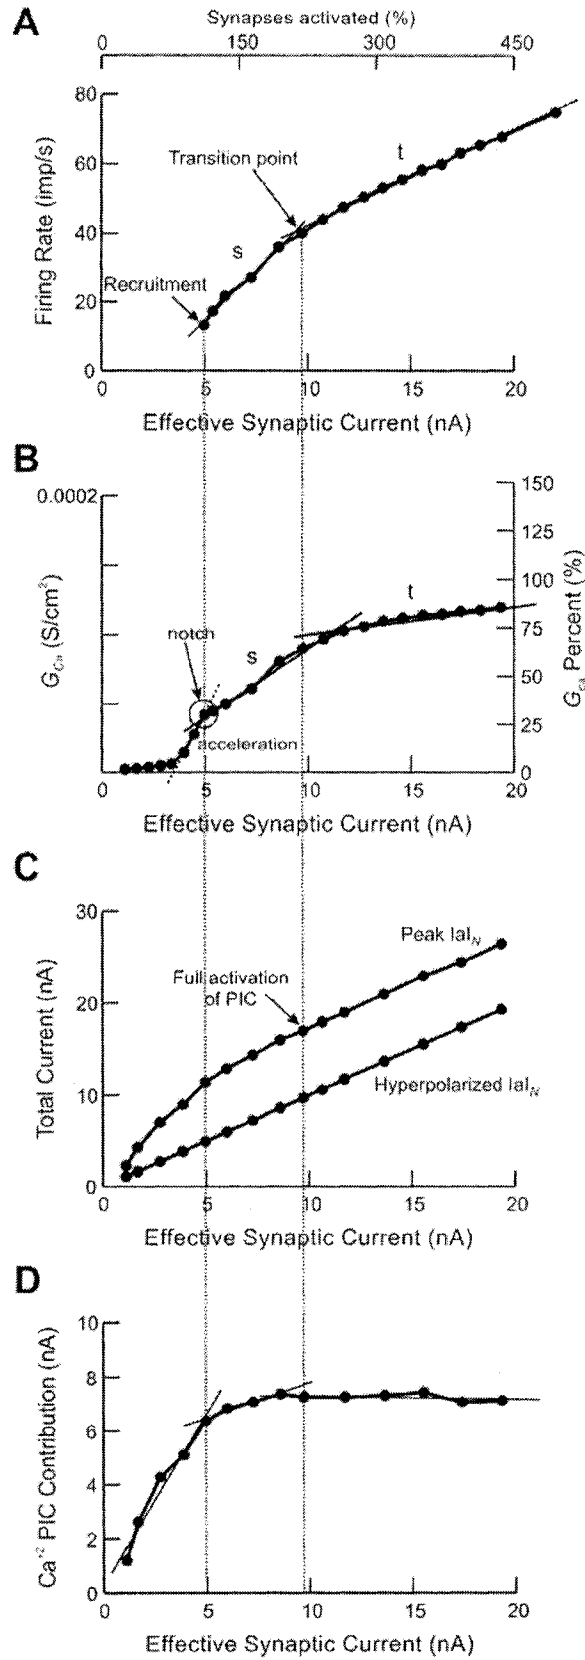 A
Synapses activated (%)
0 150 300 450
80
60
40
20
0
Firing Rate (imp/s)
Transition point
t
s
Recruitment
0 5 10 15 20
Effective Synaptic Current (nA)
B
0.0002
150
125
100
75
50
25
0
G_Ca (S/cm²)
G_ca Percent (%)
notch
s
t
acceleration
0 5 10 15 20
Effective Synaptic Current (nA)
C
30
20
10
0
Total Current (nA)
Peak IaI_N
Full activation
of PIC
Hyperpolarized IaI_N
0 5 10 15 20
Effective Synaptic Current (nA)
D
10
8
6
4
2
0
Ca⁺² PIC Contribution (nA)
0 5 10 15 20
Effective Synaptic Current (nA)